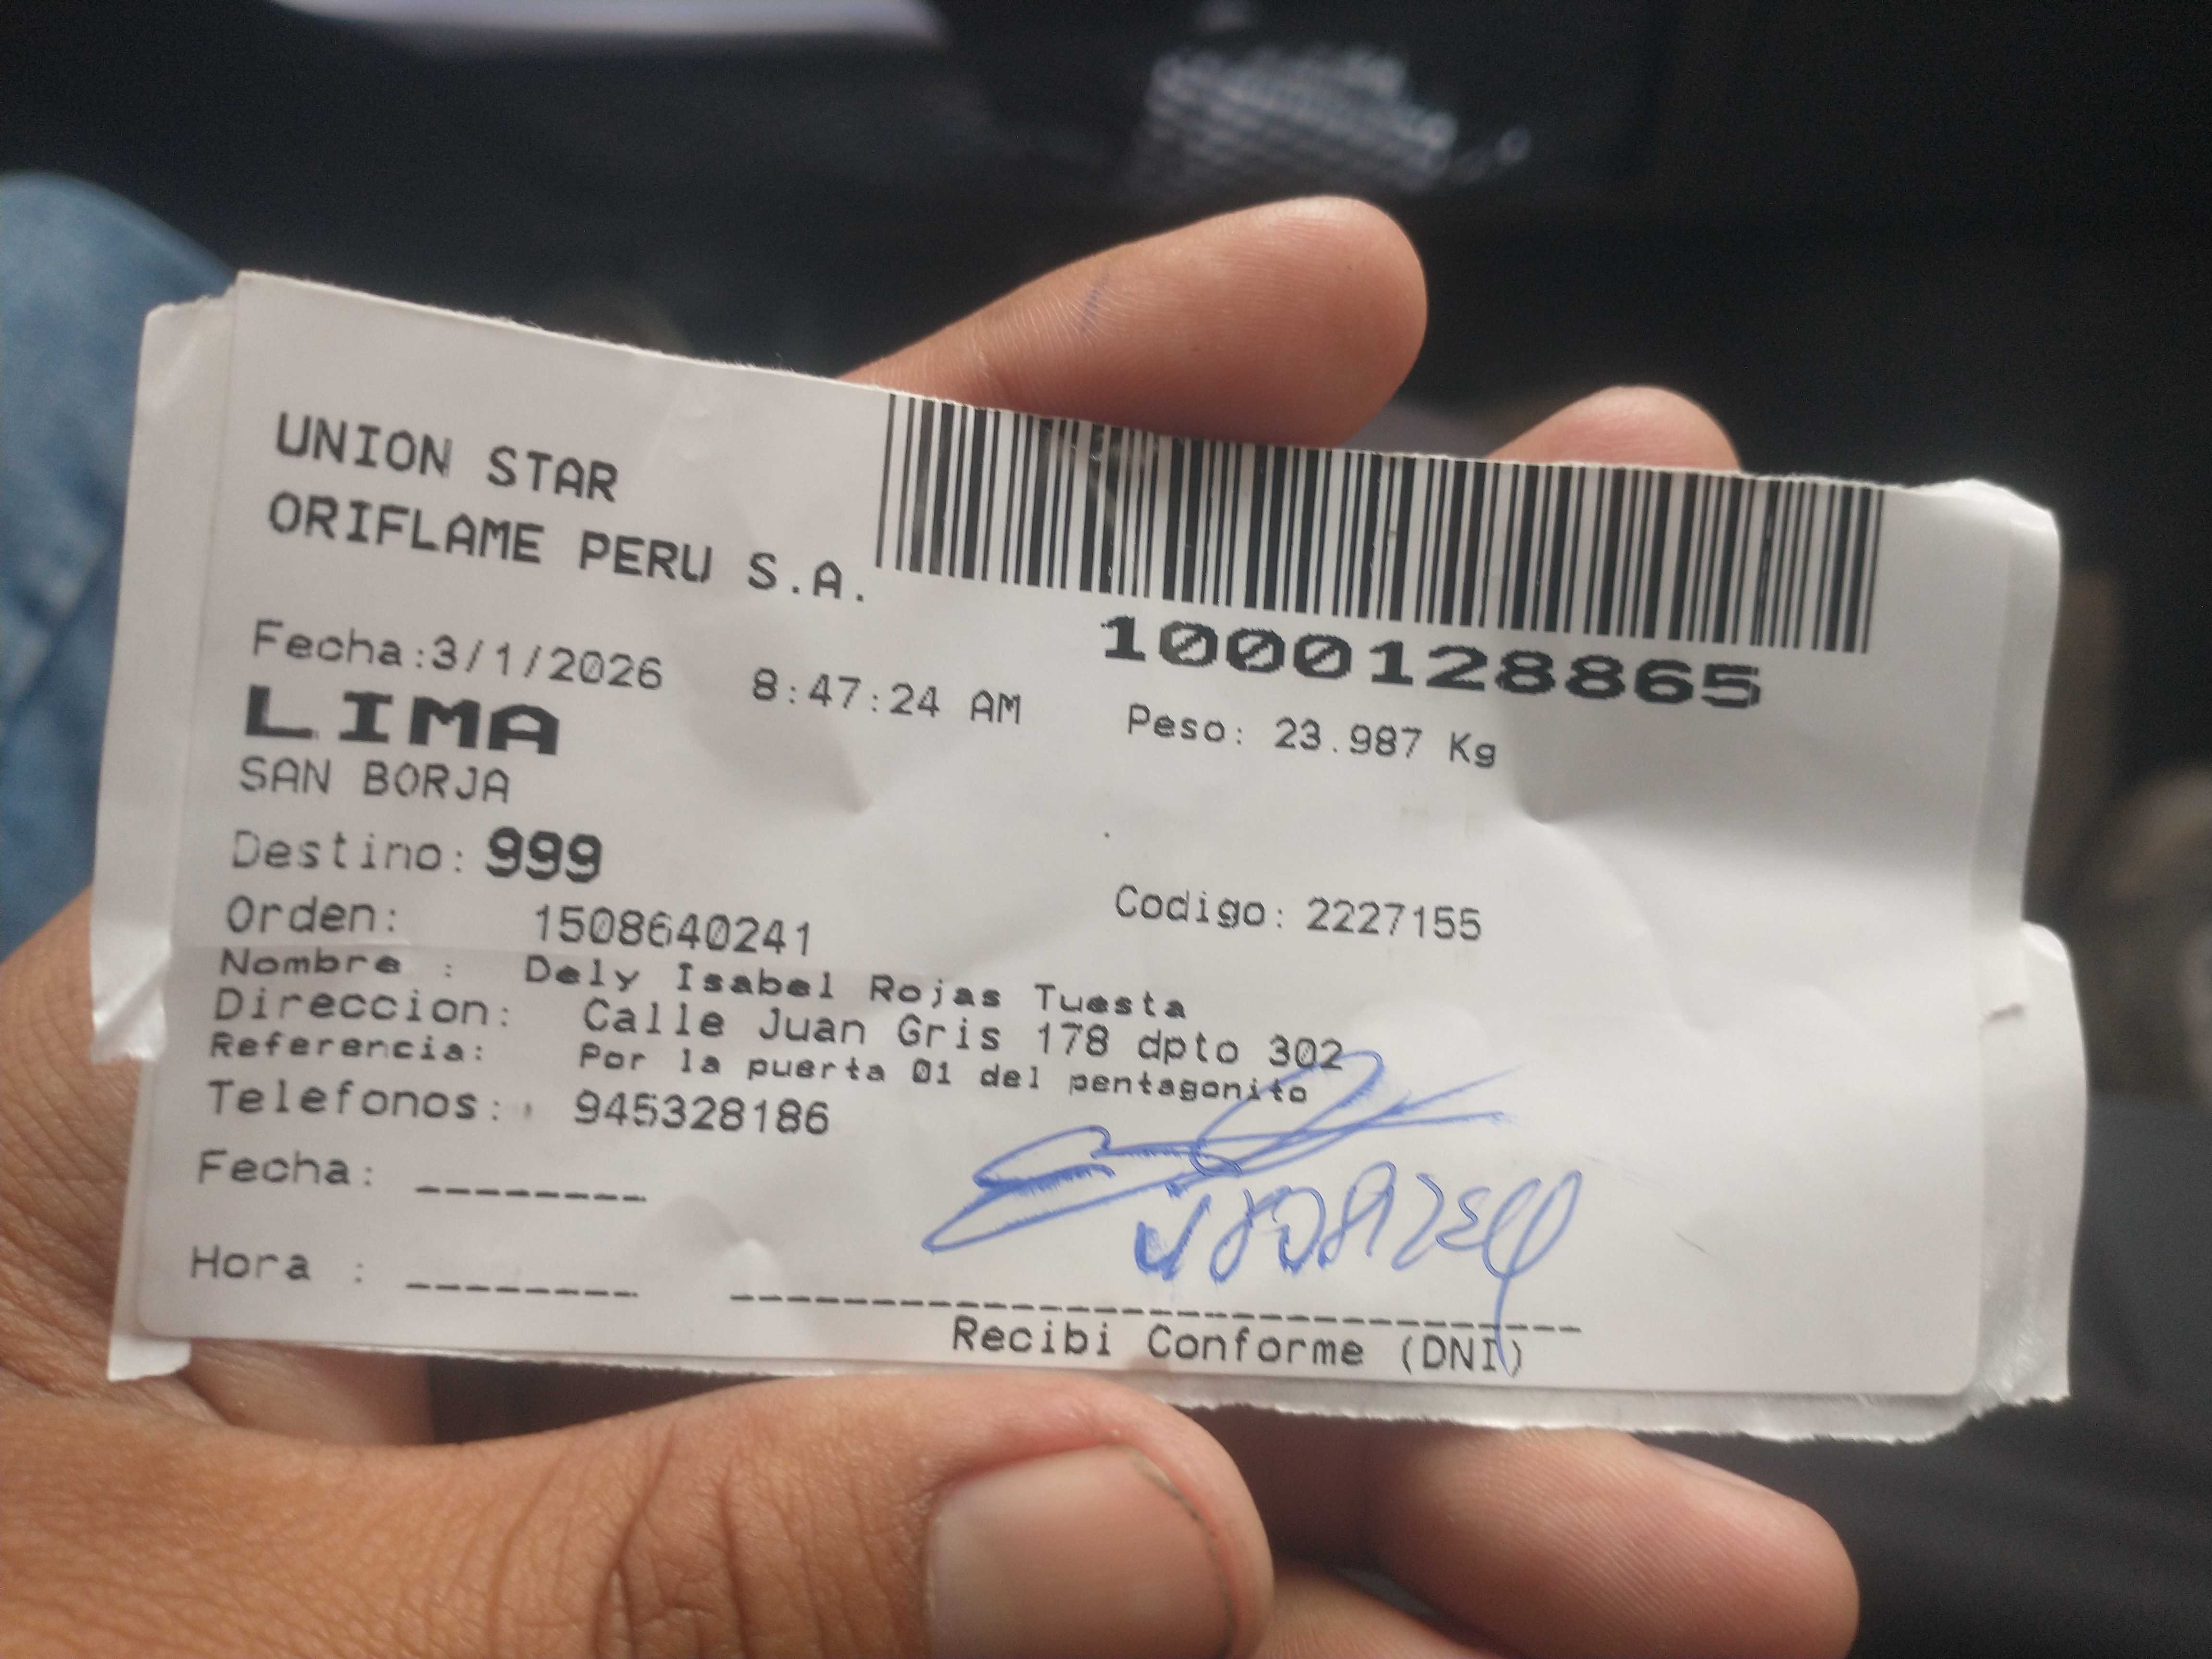 UNION STAR
ORIFLAME PERU S.A.
1000128865
Fecha:3/1/2026 8:47:24 AM
Peso: 23.987 Kg
LIMA
SAN BORJA
Destino: 999
Orden: 1508640241 Codigo: 2227155
Nombre : Dely Isabel Rojas Tuesta
Direccion: Calle Juan Gris 178 dpto 302
Referencia: Por la puerta 01 del pentagonito
Telefonos: 945328186
Fecha: --------
Hora : --------
Recibi Conforme (DNI)